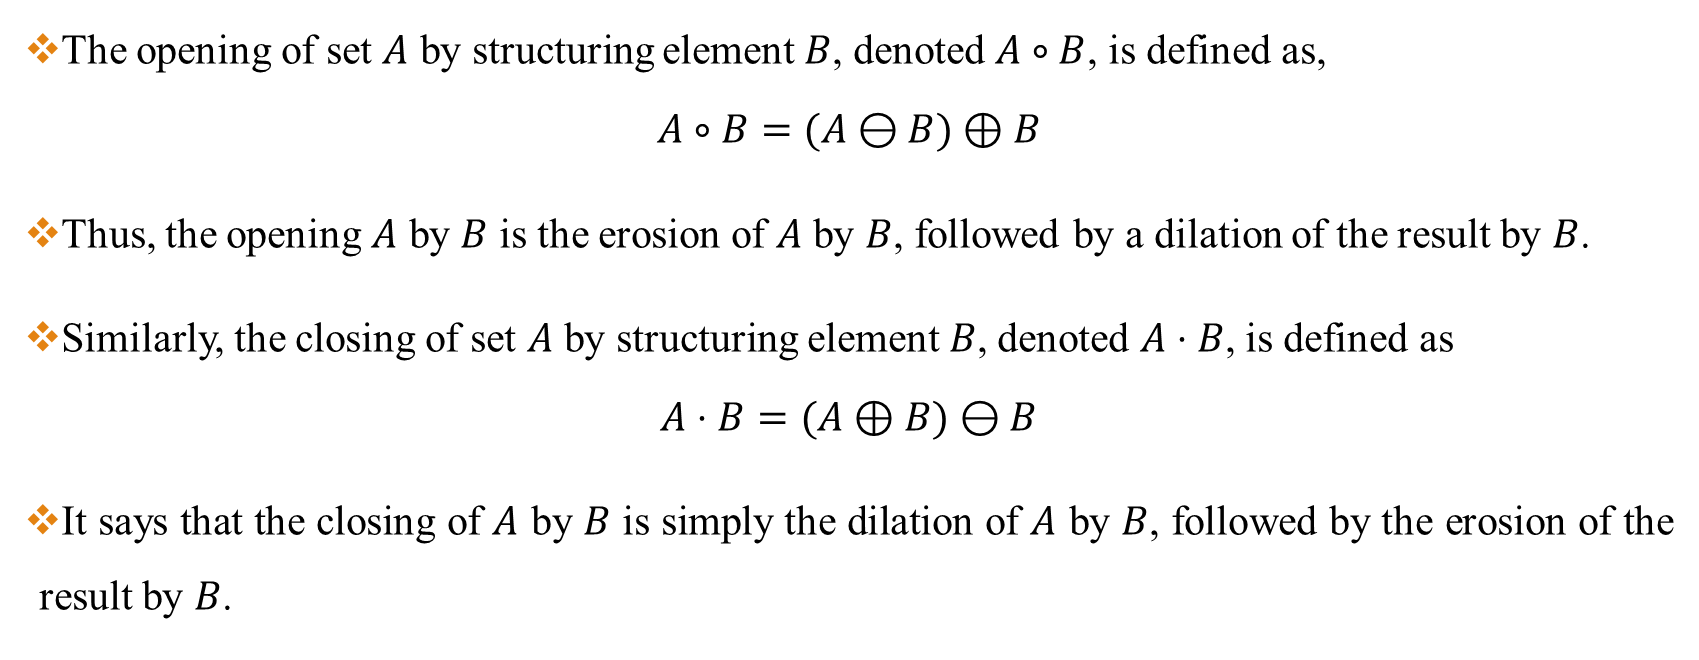 ❖The opening of set A by structuring element B, denoted A ∘ B, is defined as,
A ∘ B = (A ⊖ B) ⊕ B
❖Thus, the opening A by B is the erosion of A by B, followed by a dilation of the result by B.
❖Similarly, the closing of set A by structuring element B, denoted A · B, is defined as
A · B = (A ⊕ B) ⊖ B
❖It says that the closing of A by B is simply the dilation of A by B, followed by the erosion of the
result by B.